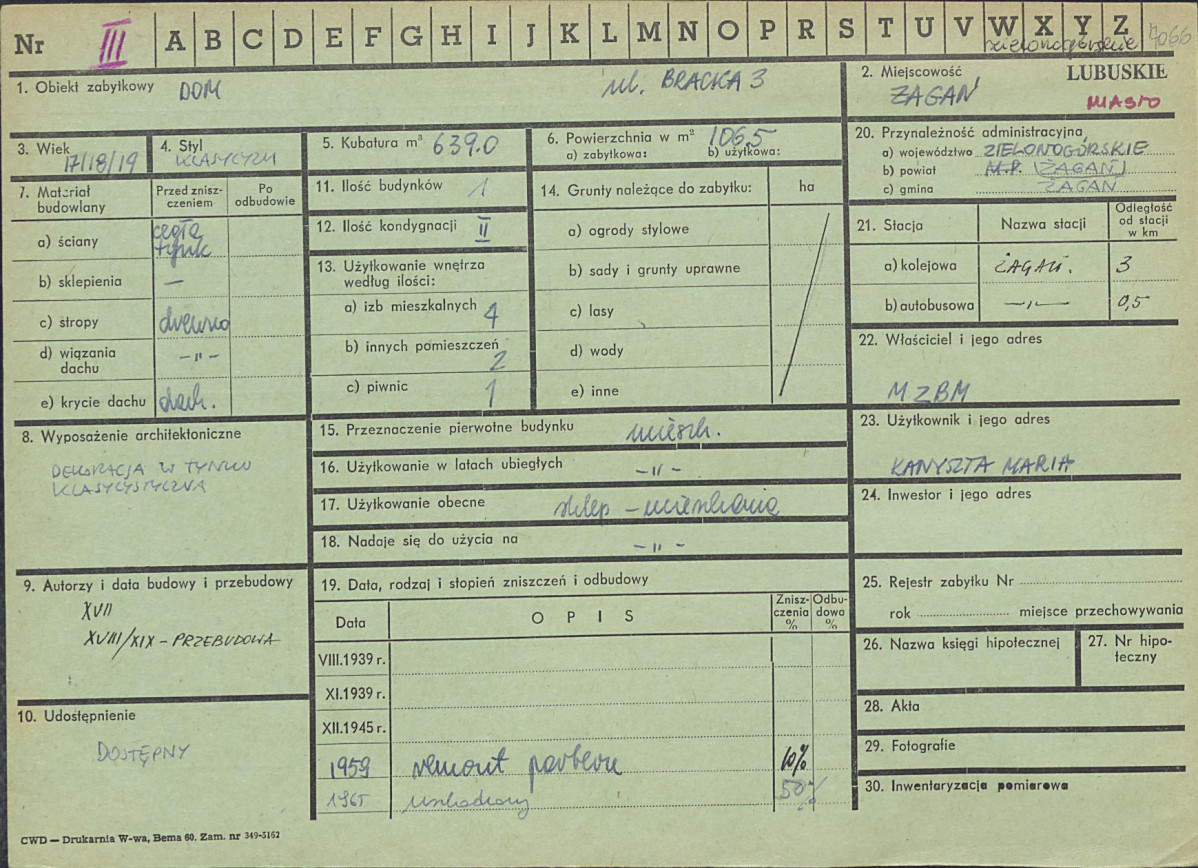 Nr III A B C D E F G H I J K L M N O P R S T U V W X Y Z 4066
zielonogórskie
1. Obiekt zabytkowy DOM ul. BRACKA 3
2. Miejscowość LUBUSKIE
ŻAGAŃ MIASTO
3. Wiek 17/18/19
4. Styl KLASYCYZM
5. Kubatura m³ 639.0
6. Powierzchnia w m² 106,5
a) zabytkowa: b) użytkowa:
20. Przynależność administracyjna
a) województwo ZIELONOGÓRSKIE
b) powiat M.P. (ŻAGAŃ)
c) gmina ŻAGAŃ
7. Materiał budowlany
Przed zniszczeniem
Po odbudowie
a) ściany cegła tynk
b) sklepienia —
c) stropy drewno
d) wiązania dachu -"-
e) krycie dachu dach.
11. Ilość budynków 1
12. Ilość kondygnacji II
13. Użytkowanie wnętrza
według ilości:
a) izb mieszkalnych 4
b) innych pomieszczeń 2
c) piwnic 1
14. Grunty należące do zabytku: ha
a) ogrody stylowe
b) sady i grunty uprawne
c) lasy
d) wody
e) inne
21. Stacja
Nazwa stacji
Odległość od stacji w km
a) kolejowa ŻAGAŃ. 3
b) autobusowa —"— 0,5
22. Właściciel i jego adres
MZBM
8. Wyposażenie architektoniczne
DEKORACJA W TYNKU
KLASYCYSTYCZNA
15. Przeznaczenie pierwotne budynku mieszk.
16. Użytkowanie w latach ubiegłych -"-
17. Użytkowanie obecne sklep - mieszkania
18. Nadaje się do użycia na -"-
23. Użytkownik i jego adres
KANYSZTA MARIA
24. Inwestor i jego adres
9. Autorzy i data budowy i przebudowy
XVII
XVIII/XIX - PRZEBUDOWA
10. Udostępnienie
DOSTĘPNY
19. Data, rodzaj i stopień zniszczeń i odbudowy
Data OPIS Zniszczenia % Odbudowa %
VIII.1939 r.
XI.1939 r.
XII.1945 r.
1959 remont parteru 10%
1965 uszkodzony 50%
25. Rejestr zabytku Nr
rok miejsce przechowywania
26. Nazwa księgi hipotecznej
27. Nr hipoteczny
28. Akta
29. Fotografie
30. Inwentaryzacja pomiarowa
CWD — Drukarnia W-wa, Bema 60. Zam. nr 349-5162